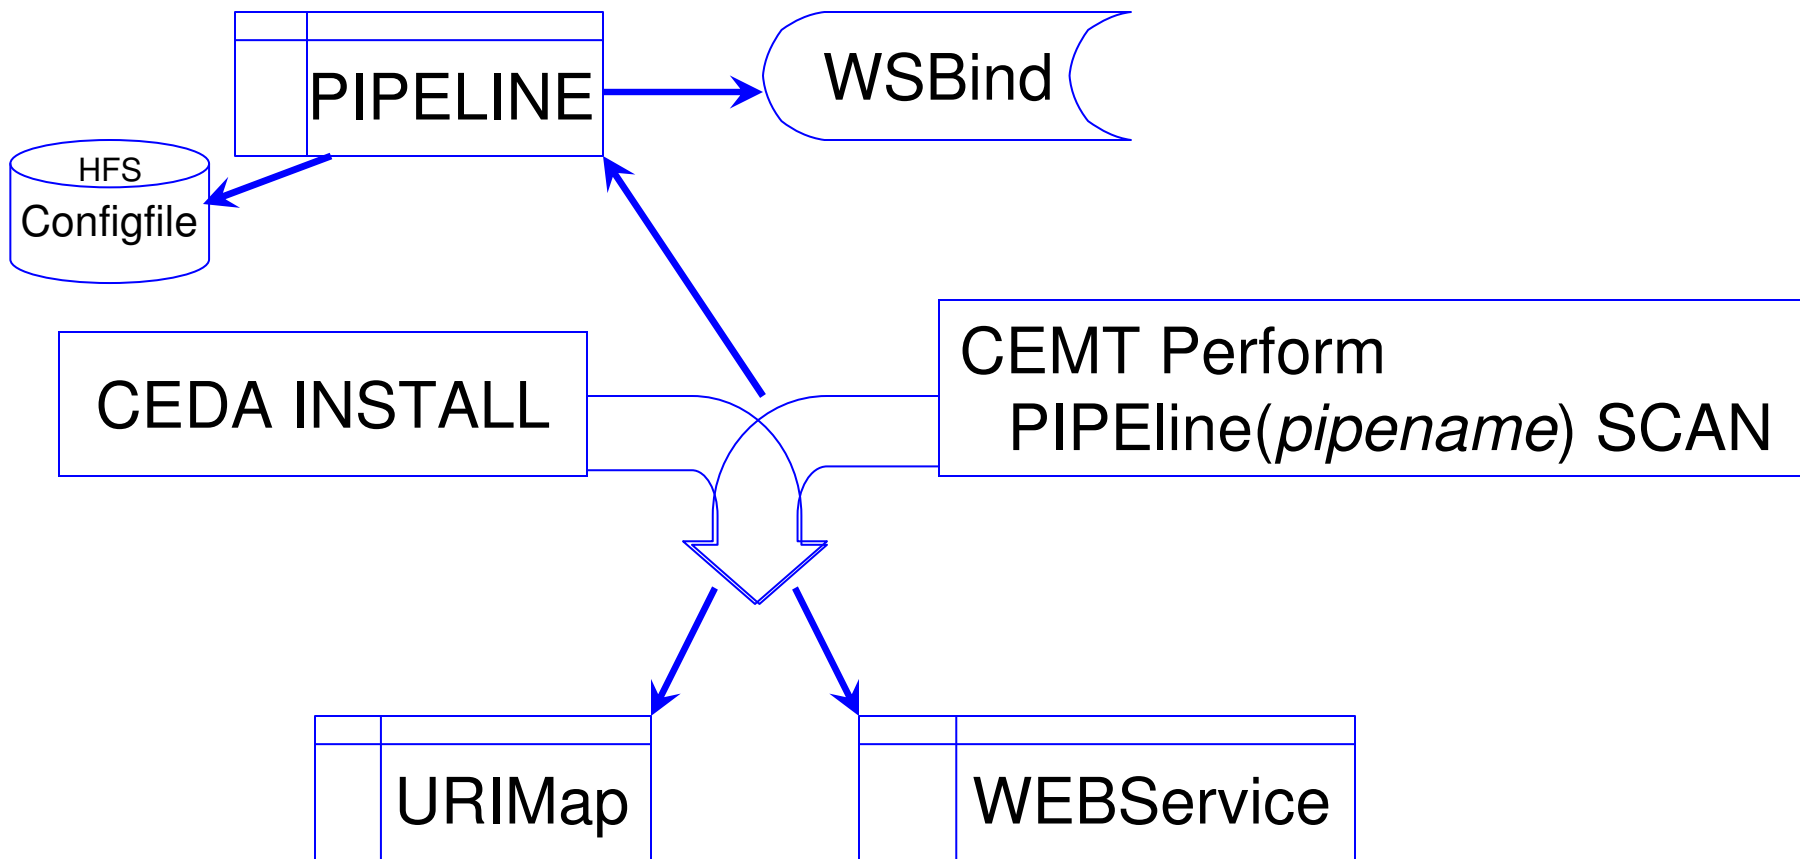 PIPELINE
WSBind
HFS
Configfile
CEDA INSTALL
CEMT Perform
PIPEline(pipename) SCAN
URIMap
WEBService